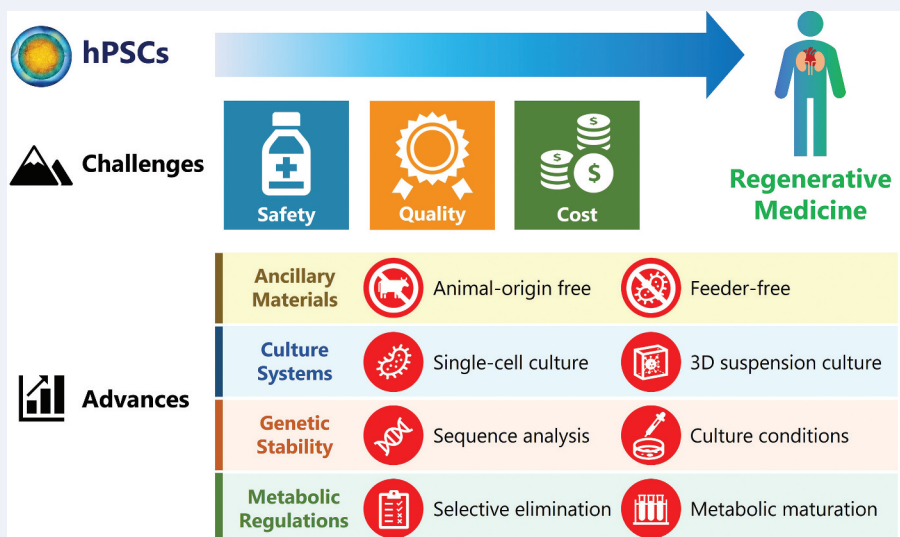 hPSCs
Challenges
Safety
Quality
Cost
$
$
$
Regenerative
Medicine
Advances
Ancillary
Materials
Animal-origin free
Feeder-free
Culture
Systems
Single-cell culture
3D suspension culture
Genetic
Stability
Sequence analysis
Culture conditions
Metabolic
Regulations
Selective elimination
Metabolic maturation